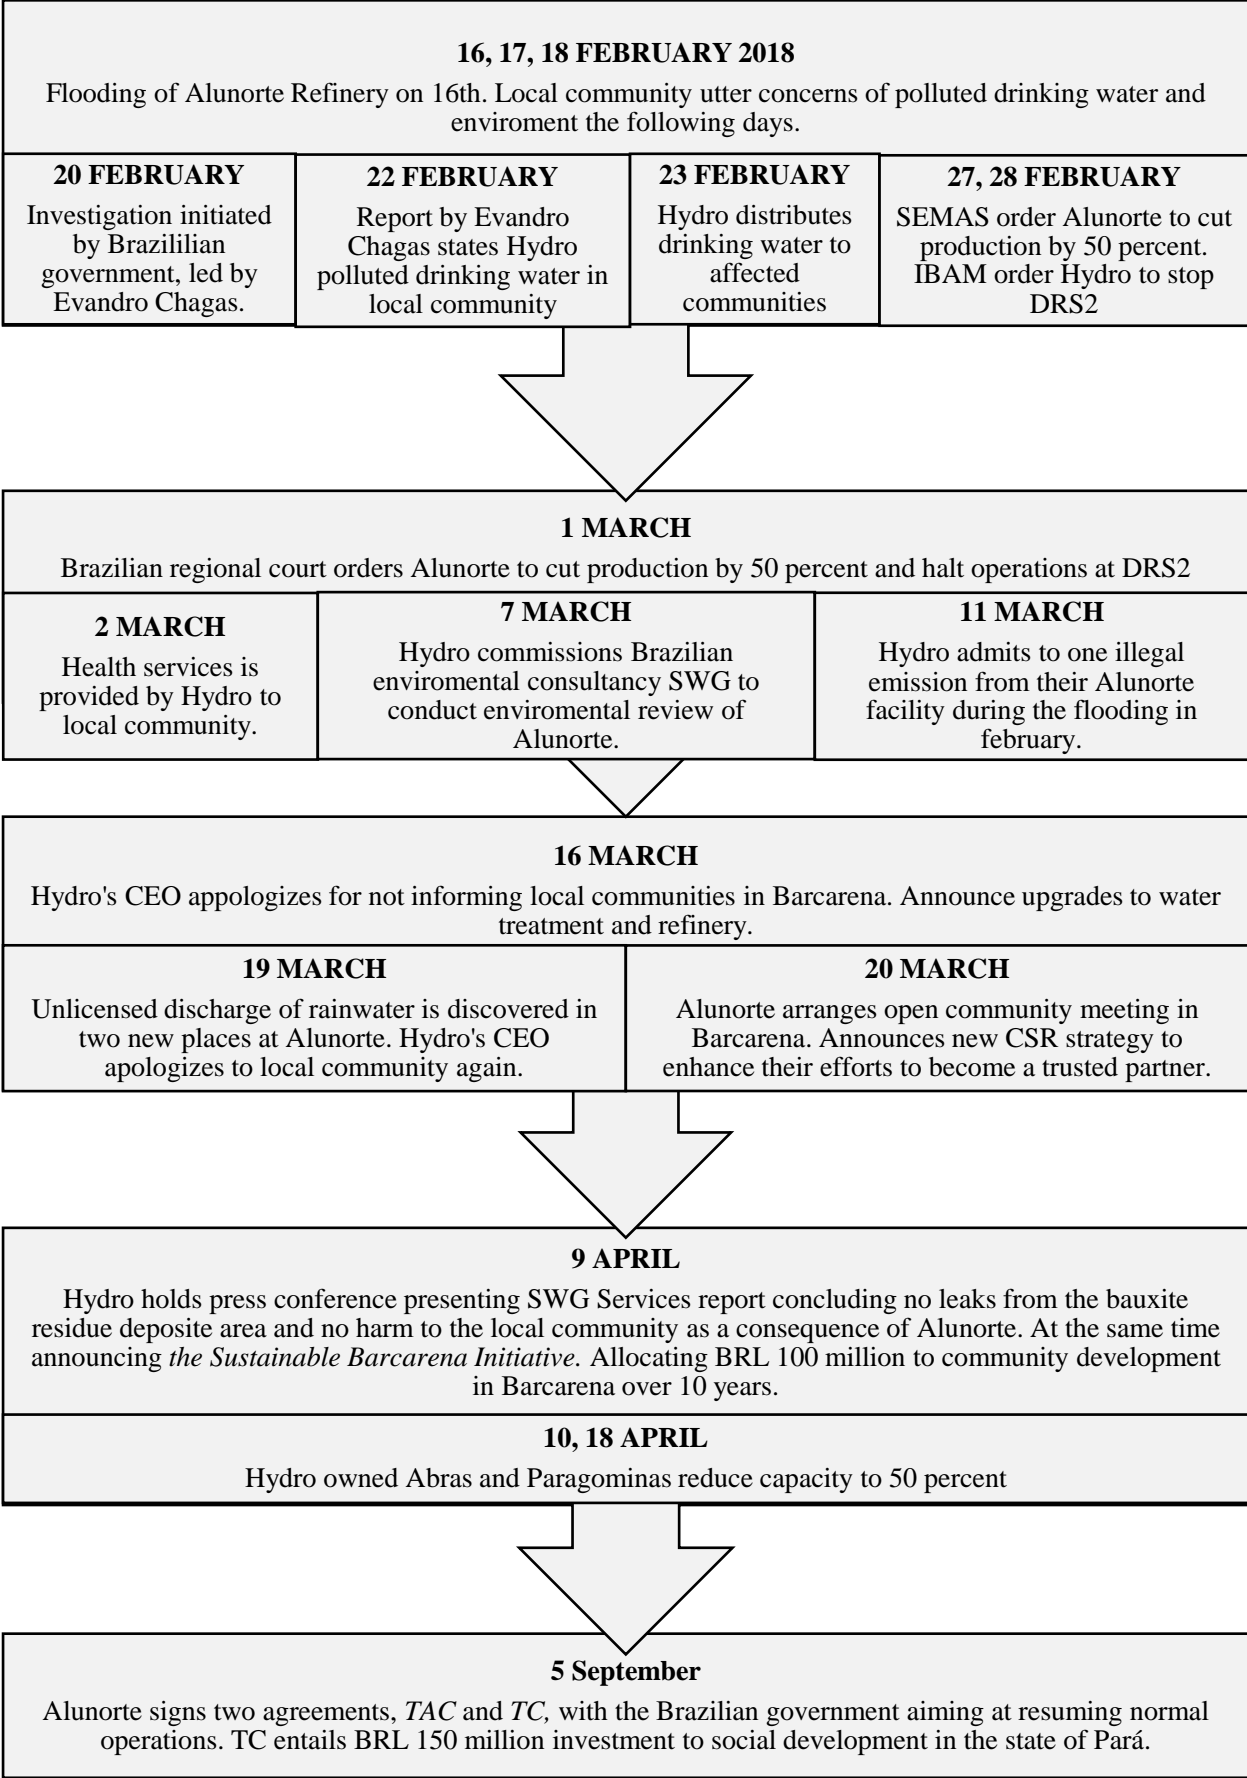 16, 17, 18 FEBRUARY 2018
Flooding of Alunorte Refinery on 16th. Local community utter concerns of polluted drinking water and
enviroment the following days.
20 FEBRUARY
Investigation initiated
by Brazililian
government, led by
Evandro Chagas.
22 FEBRUARY
Report by Evandro
Chagas states Hydro
polluted drinking water in
local community
23 FEBRUARY
Hydro distributes
drinking water to
affected
communities
27, 28 FEBRUARY
SEMAS order Alunorte to cut
production by 50 percent.
IBAM order Hydro to stop
DRS2
1 MARCH
Brazilian regional court orders Alunorte to cut production by 50 percent and halt operations at DRS2
2 MARCH
Health services is
provided by Hydro to
local community.
7 MARCH
Hydro commissions Brazilian
enviromental consultancy SWG to
conduct enviromental review of
Alunorte.
11 MARCH
Hydro admits to one illegal
emission from their Alunorte
facility during the flooding in
february.
16 MARCH
Hydro's CEO appologizes for not informing local communities in Barcarena. Announce upgrades to water
treatment and refinery.
19 MARCH
Unlicensed discharge of rainwater is discovered in
two new places at Alunorte. Hydro's CEO
apologizes to local community again.
20 MARCH
Alunorte arranges open community meeting in
Barcarena. Announces new CSR strategy to
enhance their efforts to become a trusted partner.
9 APRIL
Hydro holds press conference presenting SWG Services report concluding no leaks from the bauxite
residue deposite area and no harm to the local community as a consequence of Alunorte. At the same time
announcing the Sustainable Barcarena Initiative. Allocating BRL 100 million to community development
in Barcarena over 10 years.
10, 18 APRIL
Hydro owned Abras and Paragominas reduce capacity to 50 percent
5 September
Alunorte signs two agreements, TAC and TC, with the Brazilian government aiming at resuming normal
operations. TC entails BRL 150 million investment to social development in the state of Pará.